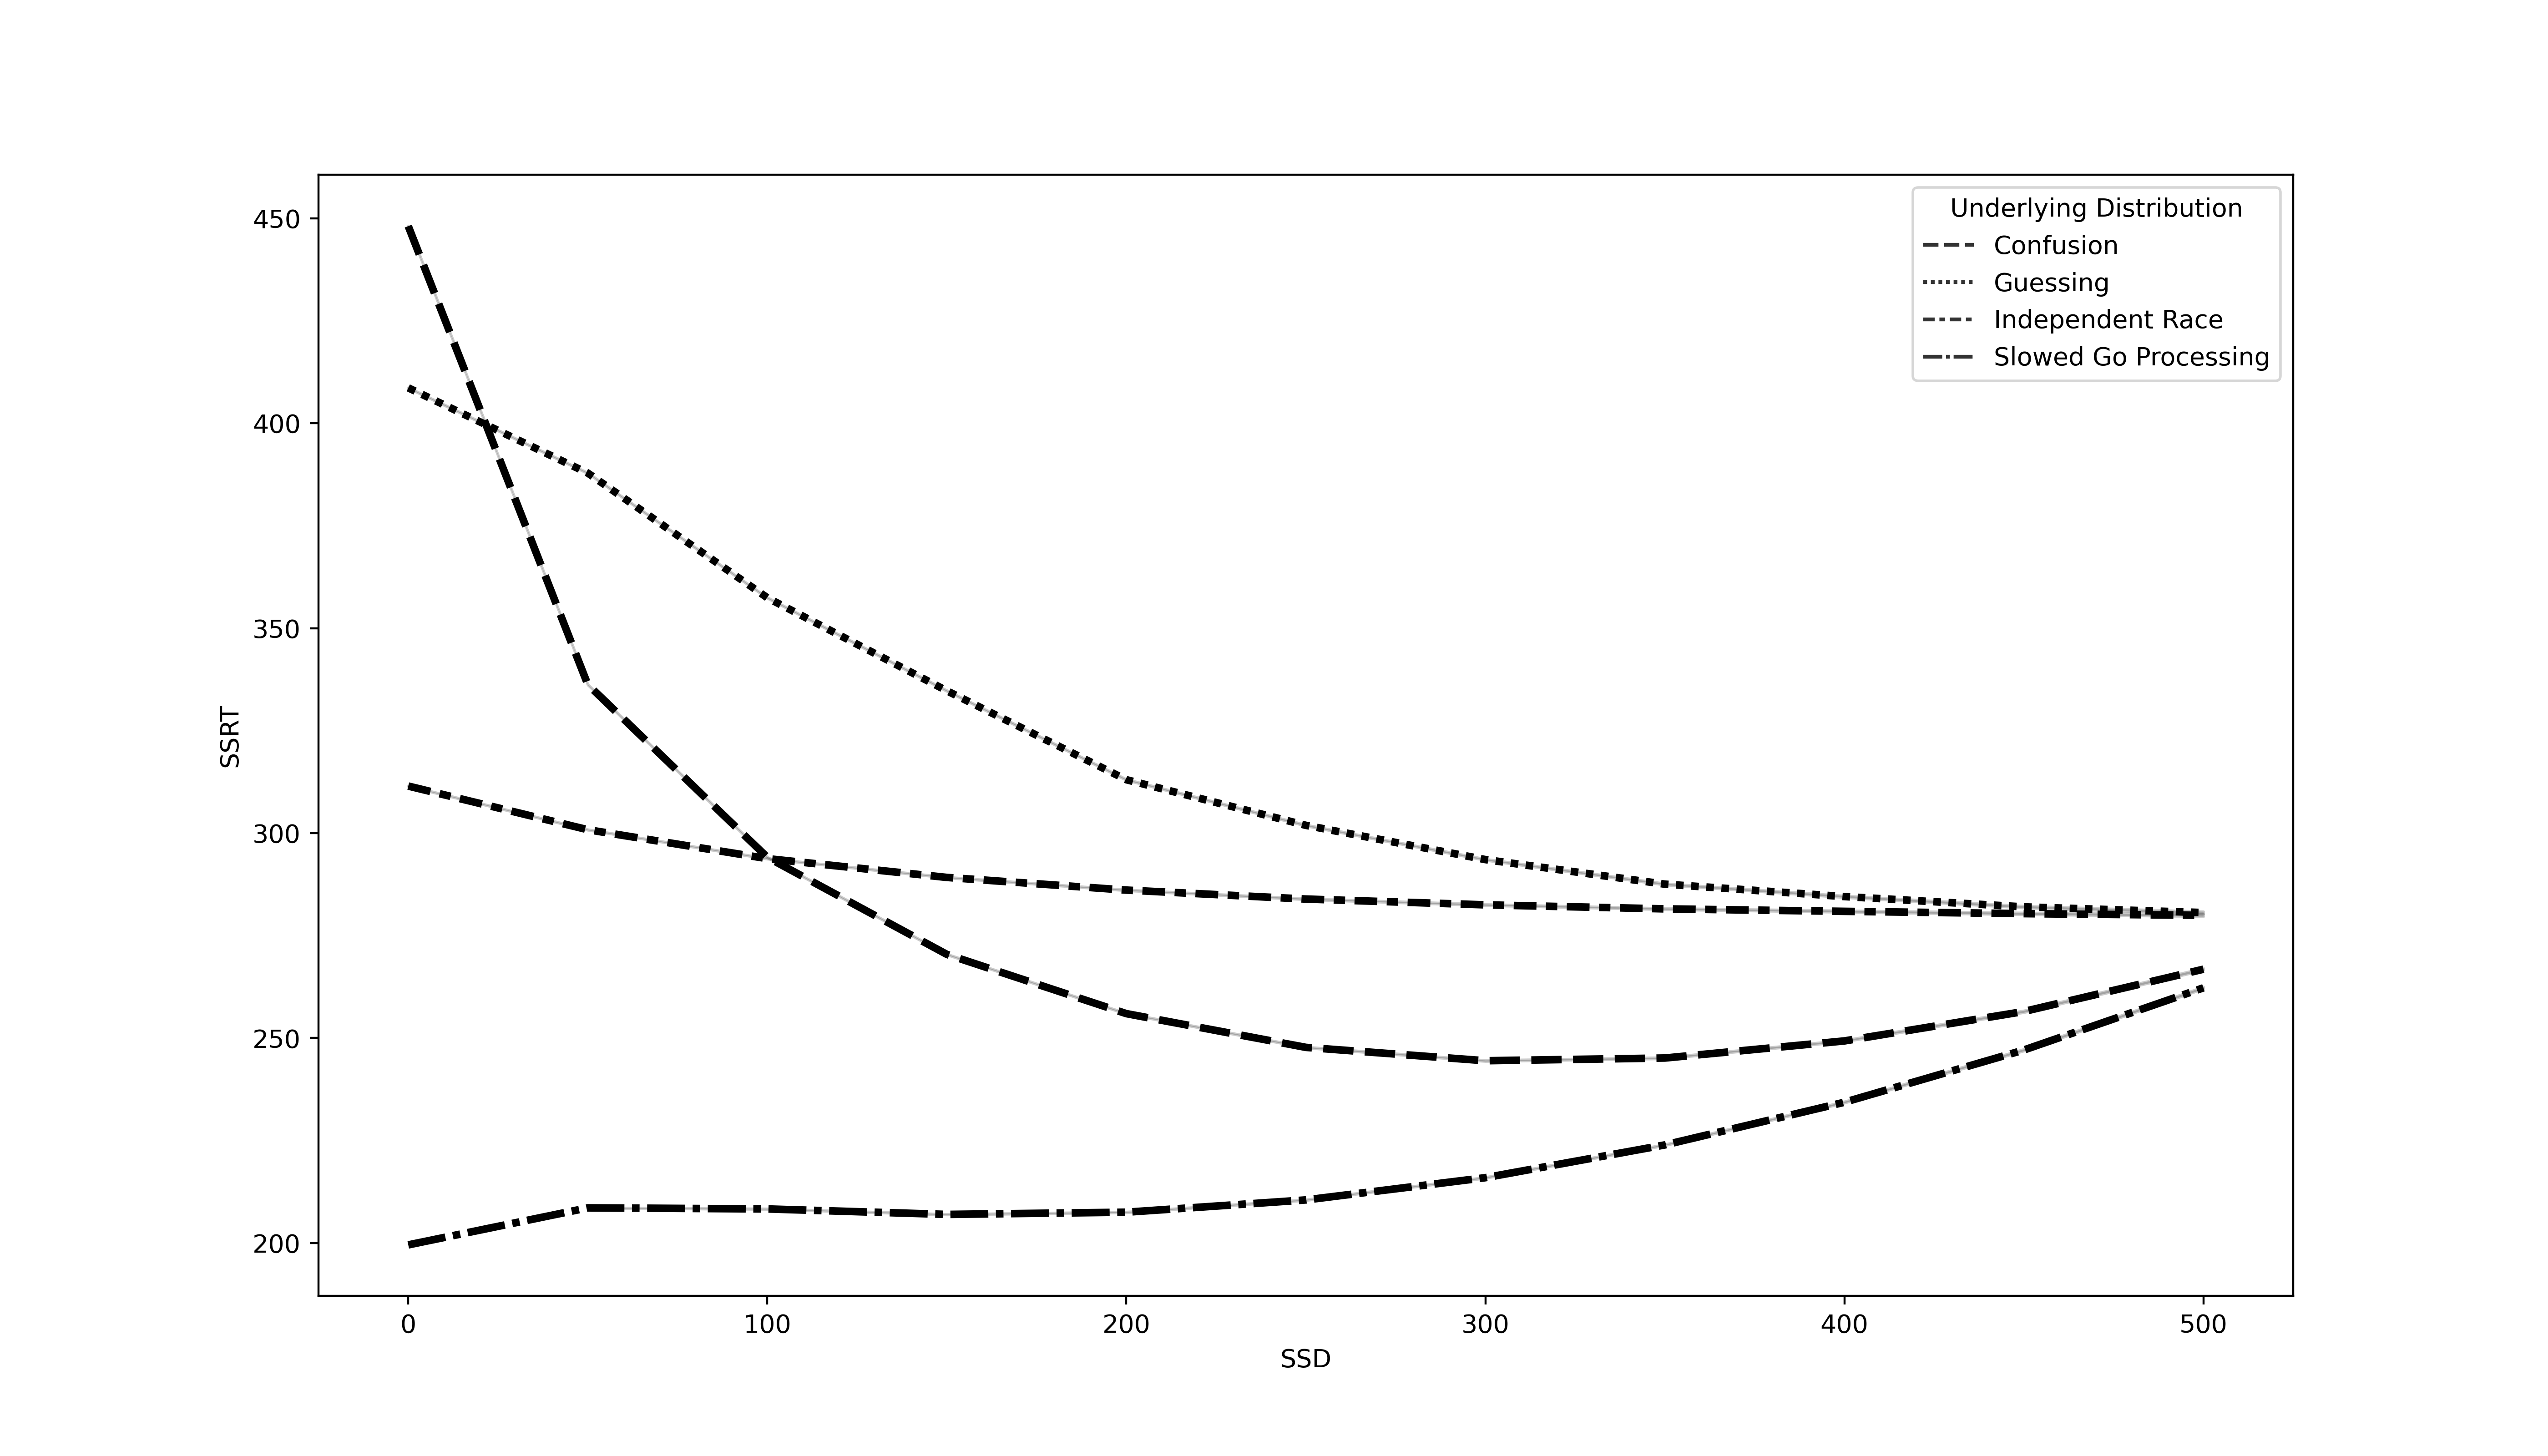 450
400
350
300
250
200
SSRT
0 100 200 300 400 500
SSD
Underlying Distribution
Confusion
Guessing
Independent Race
Slowed Go Processing